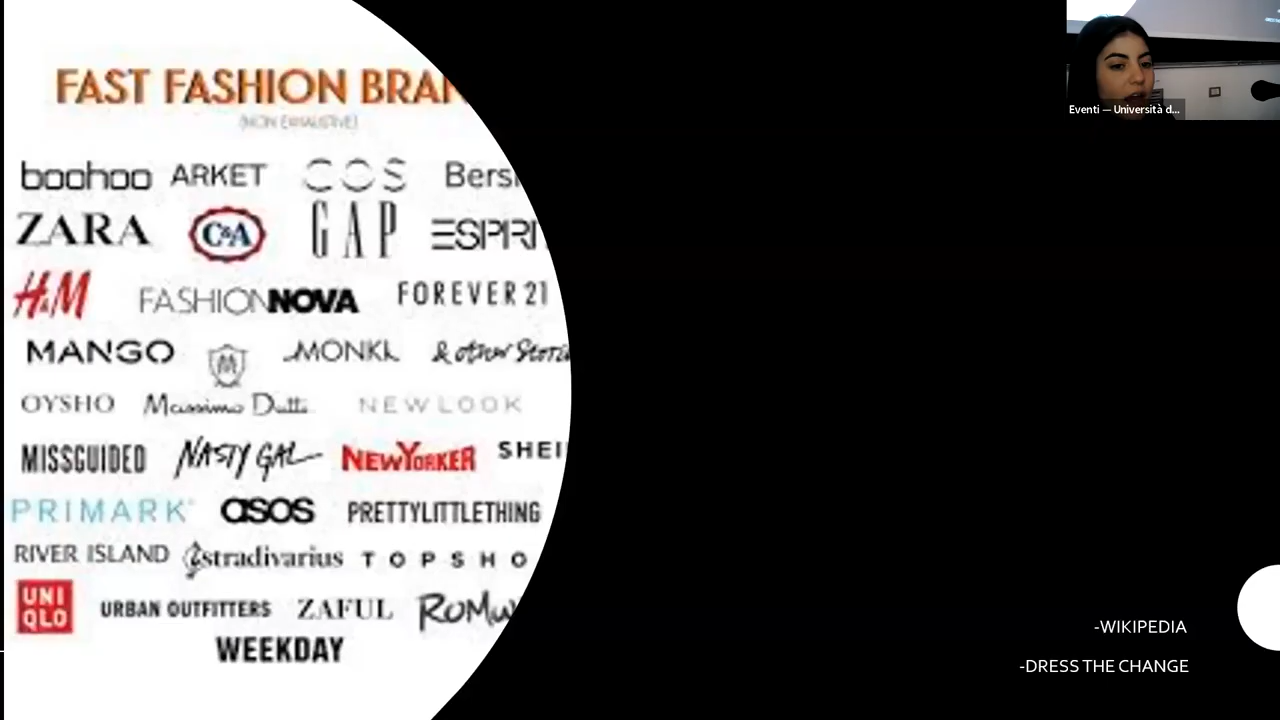 FAST FASHION BRAN
(NON EXHAUSTIVE)
boohoo ARKET COS Bers
ZARA C&A GAP ESPRI
H&M FASHIONNOVA FOREVER 21
MANGO M MONKI & other Stories
OYSHO Massimo Dutti NEW LOOK
MISSGUIDED NASTY GAL NEWYORKER SHEI
PRIMARK asos PRETTYLITTLETHING
RIVER ISLAND stradivarius TOPSHO
UNI QLO URBAN OUTFITTERS ZAFUL ROMW
WEEKDAY
Eventi — Università d...
-WIKIPEDIA
-DRESS THE CHANGE